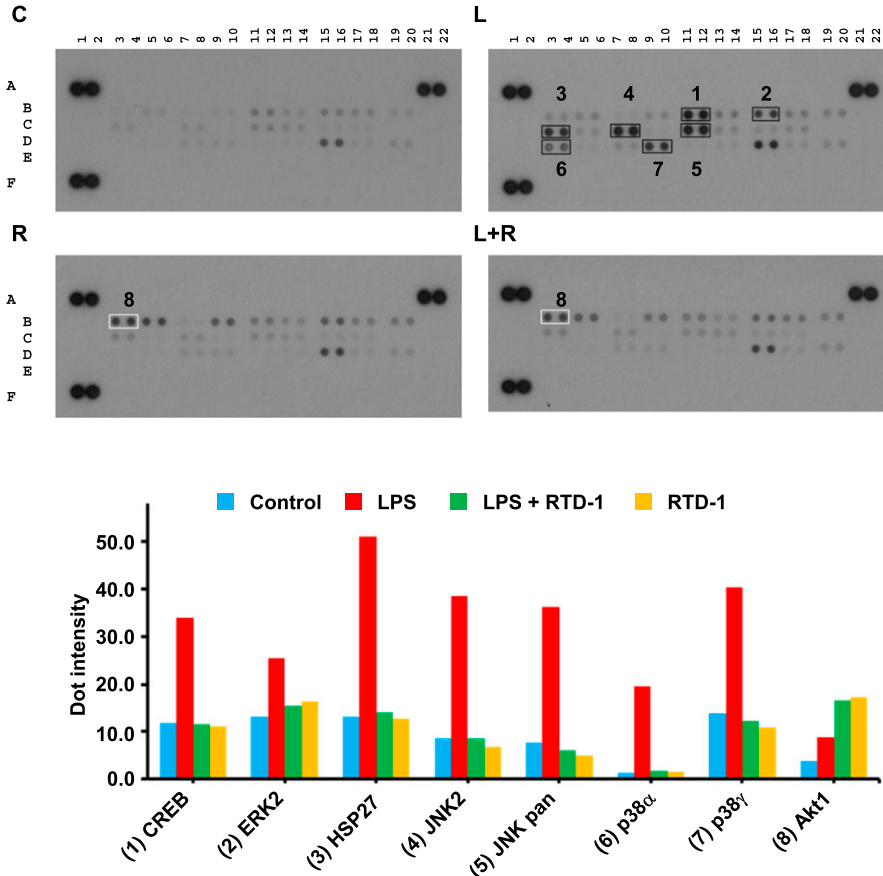 C
L
1 2 3 4 5 6 7 8 9 10 11 12 13 14 15 16 17 18 19 20 21 22
1 2 3 4 5 6 7 8 9 10 11 12 13 14 15 16 17 18 19 20 21 22
A
B
C
D
E
F
3 4 1 2
6 7 5
R
L+R
A
B
C
D
E
F
8
8
Control LPS LPS + RTD-1 RTD-1
Dot intensity
50.0
40.0
30.0
20.0
10.0
0.0
(1) CREB
(2) ERK2
(3) HSP27
(4) JNK2
(5) JNK pan
(6) p38α
(7) p38γ
(8) Akt1